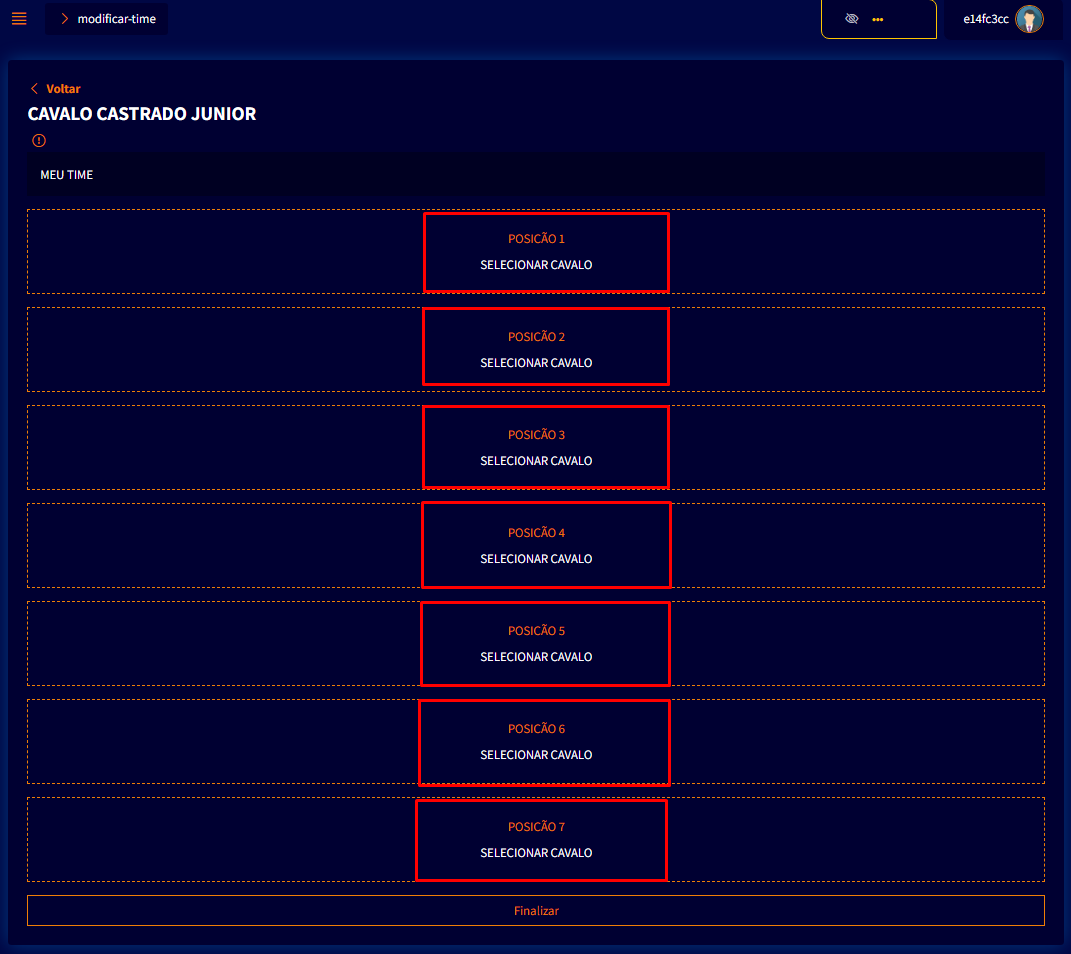 modificar-time
e14fc3cc
Voltar
CAVALO CASTRADO JUNIOR
MEU TIME
POSICÃO 1
SELECIONAR CAVALO
POSICÃO 2
SELECIONAR CAVALO
POSICÃO 3
SELECIONAR CAVALO
POSICÃO 4
SELECIONAR CAVALO
POSICÃO 5
SELECIONAR CAVALO
POSICÃO 6
SELECIONAR CAVALO
POSICÃO 7
SELECIONAR CAVALO
Finalizar